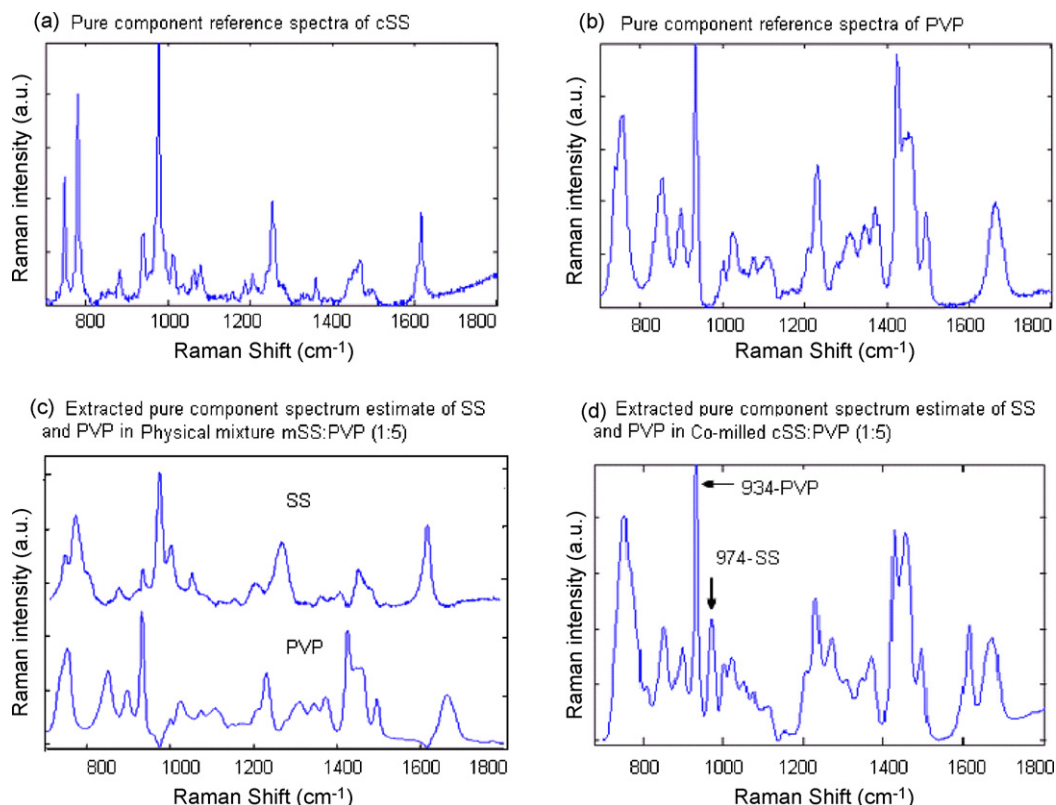 (a) Pure component reference spectra of cSS
Raman intensity (a.u.)
800 1000 1200 1400 1600 1800
Raman Shift (cm⁻¹)
(b) Pure component reference spectra of PVP
Raman intensity (a.u.)
800 1000 1200 1400 1600 1800
Raman Shift (cm⁻¹)
(c) Extracted pure component spectrum estimate of SS
and PVP in Physical mixture mSS:PVP (1:5)
Raman intensity (a.u.)
SS
PVP
800 1000 1200 1400 1600 1800
Raman Shift (cm⁻¹)
(d) Extracted pure component spectrum estimate of SS
and PVP in Co-milled cSS:PVP (1:5)
Raman intensity (a.u.)
934-PVP
974-SS
800 1000 1200 1400 1600 1800
Raman Shift (cm⁻¹)